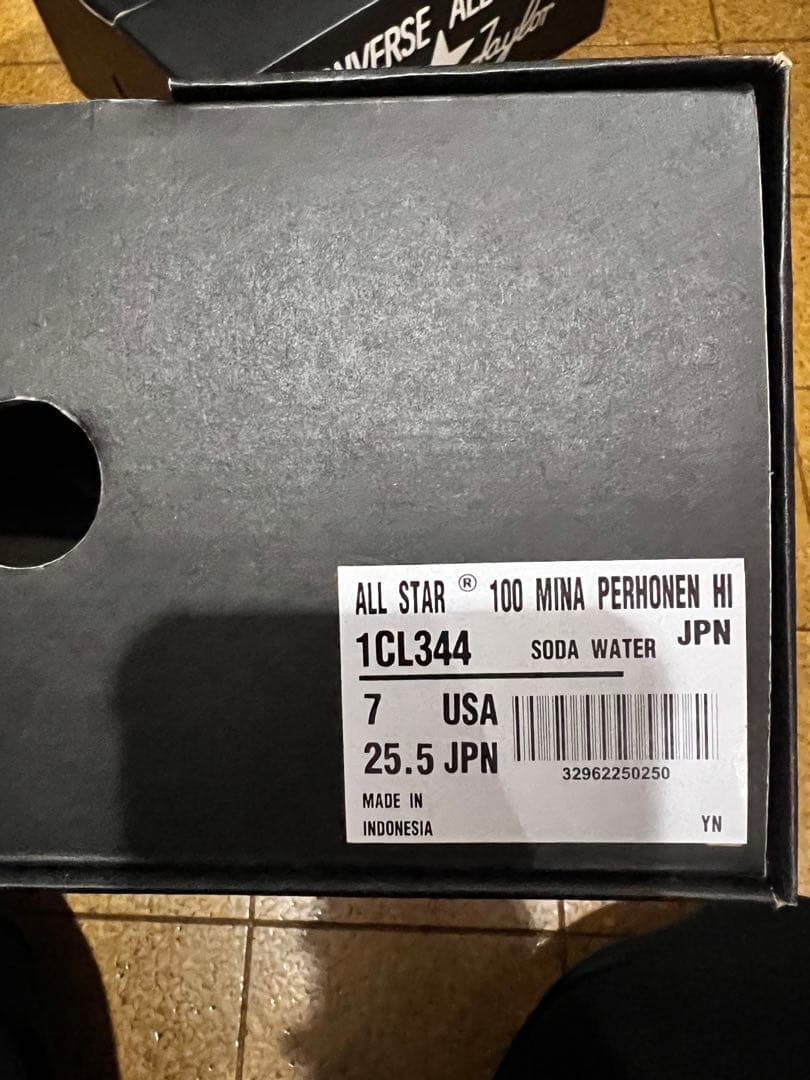 Taylor
ALL STAR ® 100 MINA PERHONEN HI
1CL344 SODA WATER JPN
7 USA
25.5 JPN
32962250250
MADE IN
INDONESIA
YN